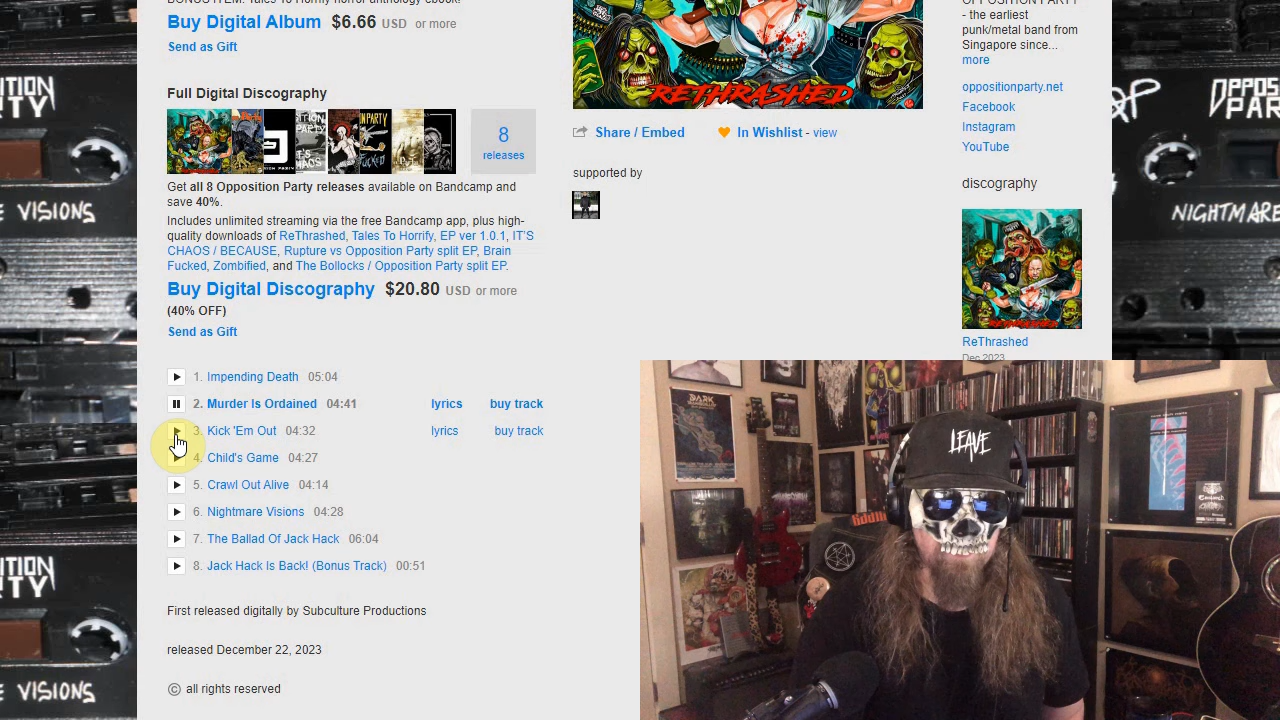 Buy Digital Album $6.66 USD or more
Send as Gift
Full Digital Discography
8
releases
Get all 8 Opposition Party releases available on Bandcamp and
save 40%.
Includes unlimited streaming via the free Bandcamp app, plus high-
quality downloads of ReThrashed, Tales To Horrify, EP ver 1.0.1, IT'S
CHAOS / BECAUSE, Rupture vs Opposition Party split EP, Brain
Fucked, Zombified, and The Bollocks / Opposition Party split EP.
Buy Digital Discography $20.80 USD or more
(40% OFF)
Send as Gift
1. Impending Death 05:04
2. Murder Is Ordained 04:41 lyrics buy track
3. Kick 'Em Out 04:32 lyrics buy track
4. Child's Game 04:27
5. Crawl Out Alive 04:14
6. Nightmare Visions 04:28
7. The Ballad Of Jack Hack 06:04
8. Jack Hack Is Back! (Bonus Track) 00:51
First released digitally by Subculture Productions
released December 22, 2023
© all rights reserved
RETHRASHED
Share / Embed
In Wishlist - view
supported by
- the earliest
punk/metal band from
Singapore since...
more
oppositionparty.net
Facebook
Instagram
YouTube
discography
ReThrashed
Dec 2023
LEAVE
VISIONS
NIGHTMARE
VISIONS